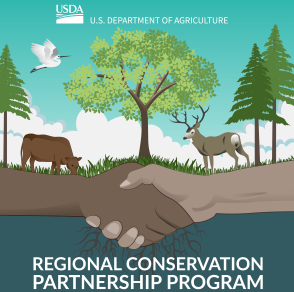 USDA
U.S. DEPARTMENT OF AGRICULTURE
REGIONAL CONSERVATION
PARTNERSHIP PROGRAM